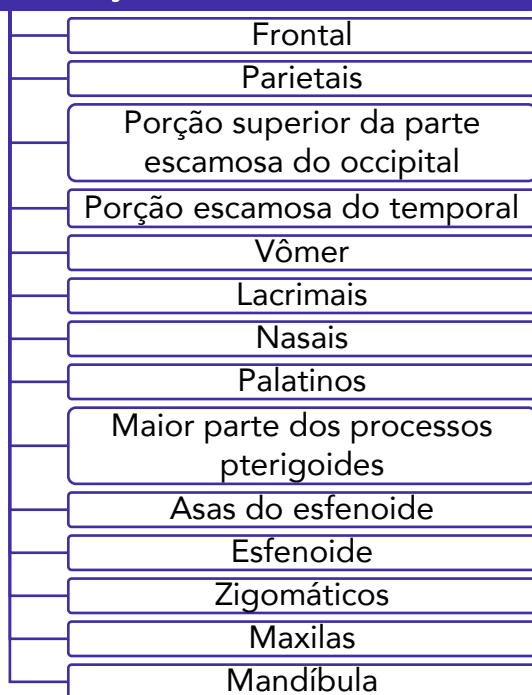 Frontal
Parietais
Porção superior da parte
escamosa do occipital
Porção escamosa do temporal
Vômer
Lacrimais
Nasais
Palatinos
Maior parte dos processos
pterigoides
Asas do esfenoide
Esfenoide
Zigomáticos
Maxilas
Mandíbula